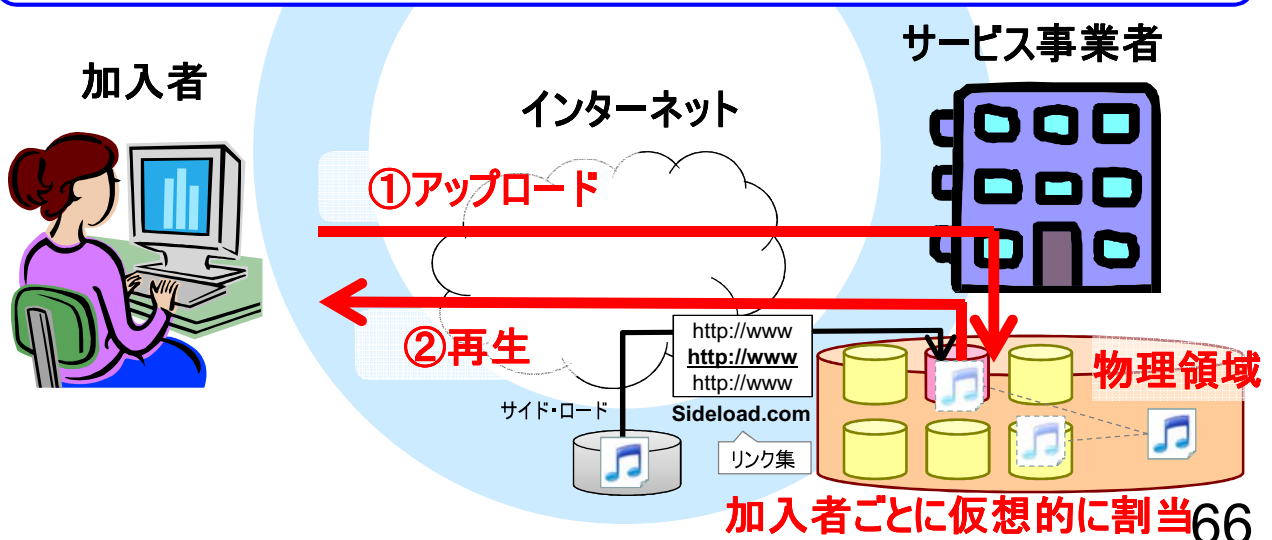 サービス事業者
加入者
インターネット
①アップロード
②再生
http://www
http://www
http://www
物理領域
サイド・ロード
Sideload.com
リンク集
加入者ごとに仮想的に割当
66